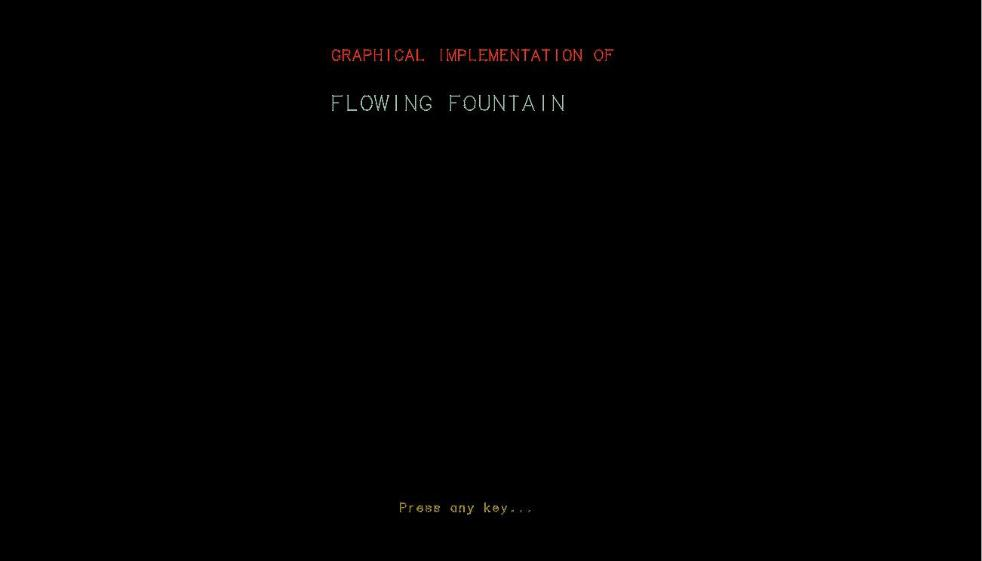 GRAPHICAL IMPLEMENTATION OF
FLOWING FOUNTAIN
Press any key...